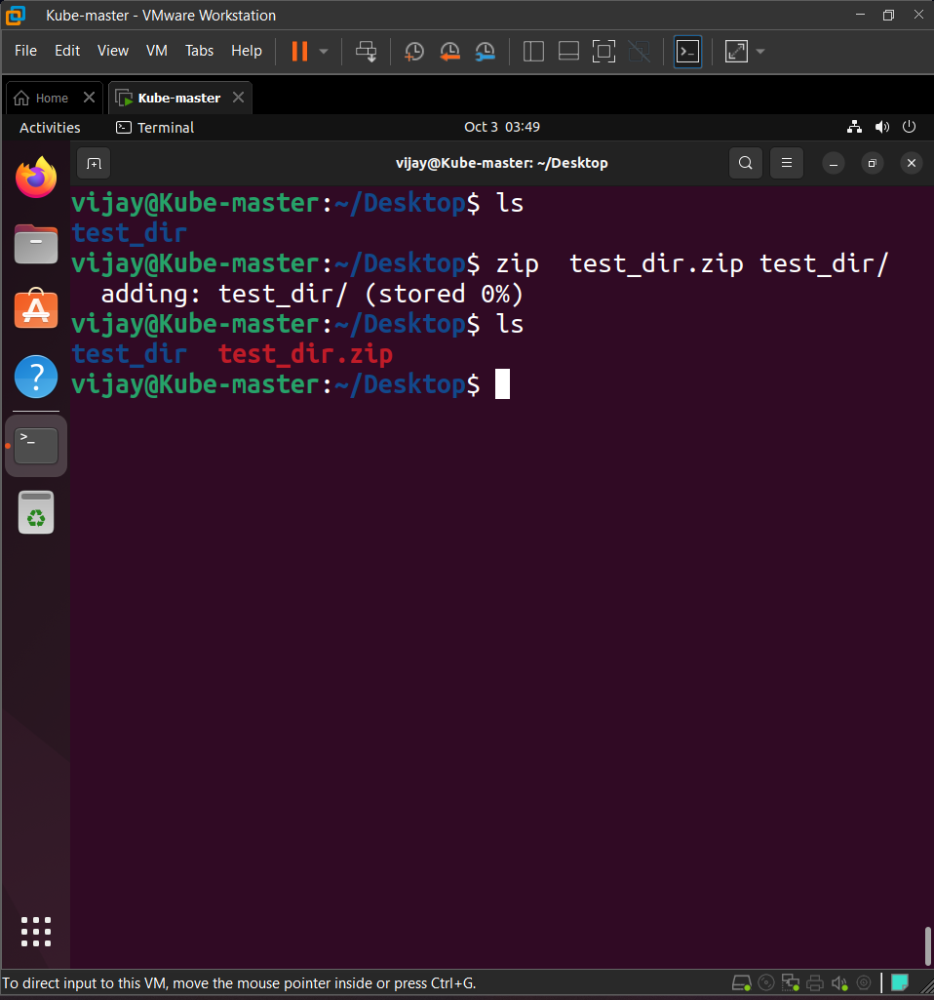 Kube-master - VMware Workstation
File Edit View VM Tabs Help
Home Kube-master
Activities Terminal Oct 3 03:49
vijay@Kube-master: ~/Desktop
vijay@Kube-master:~/Desktop$ ls
test_dir
vijay@Kube-master:~/Desktop$ zip  test_dir.zip test_dir/
  adding: test_dir/ (stored 0%)
vijay@Kube-master:~/Desktop$ ls
test_dir  test_dir.zip
vijay@Kube-master:~/Desktop$
To direct input to this VM, move the mouse pointer inside or press Ctrl+G.